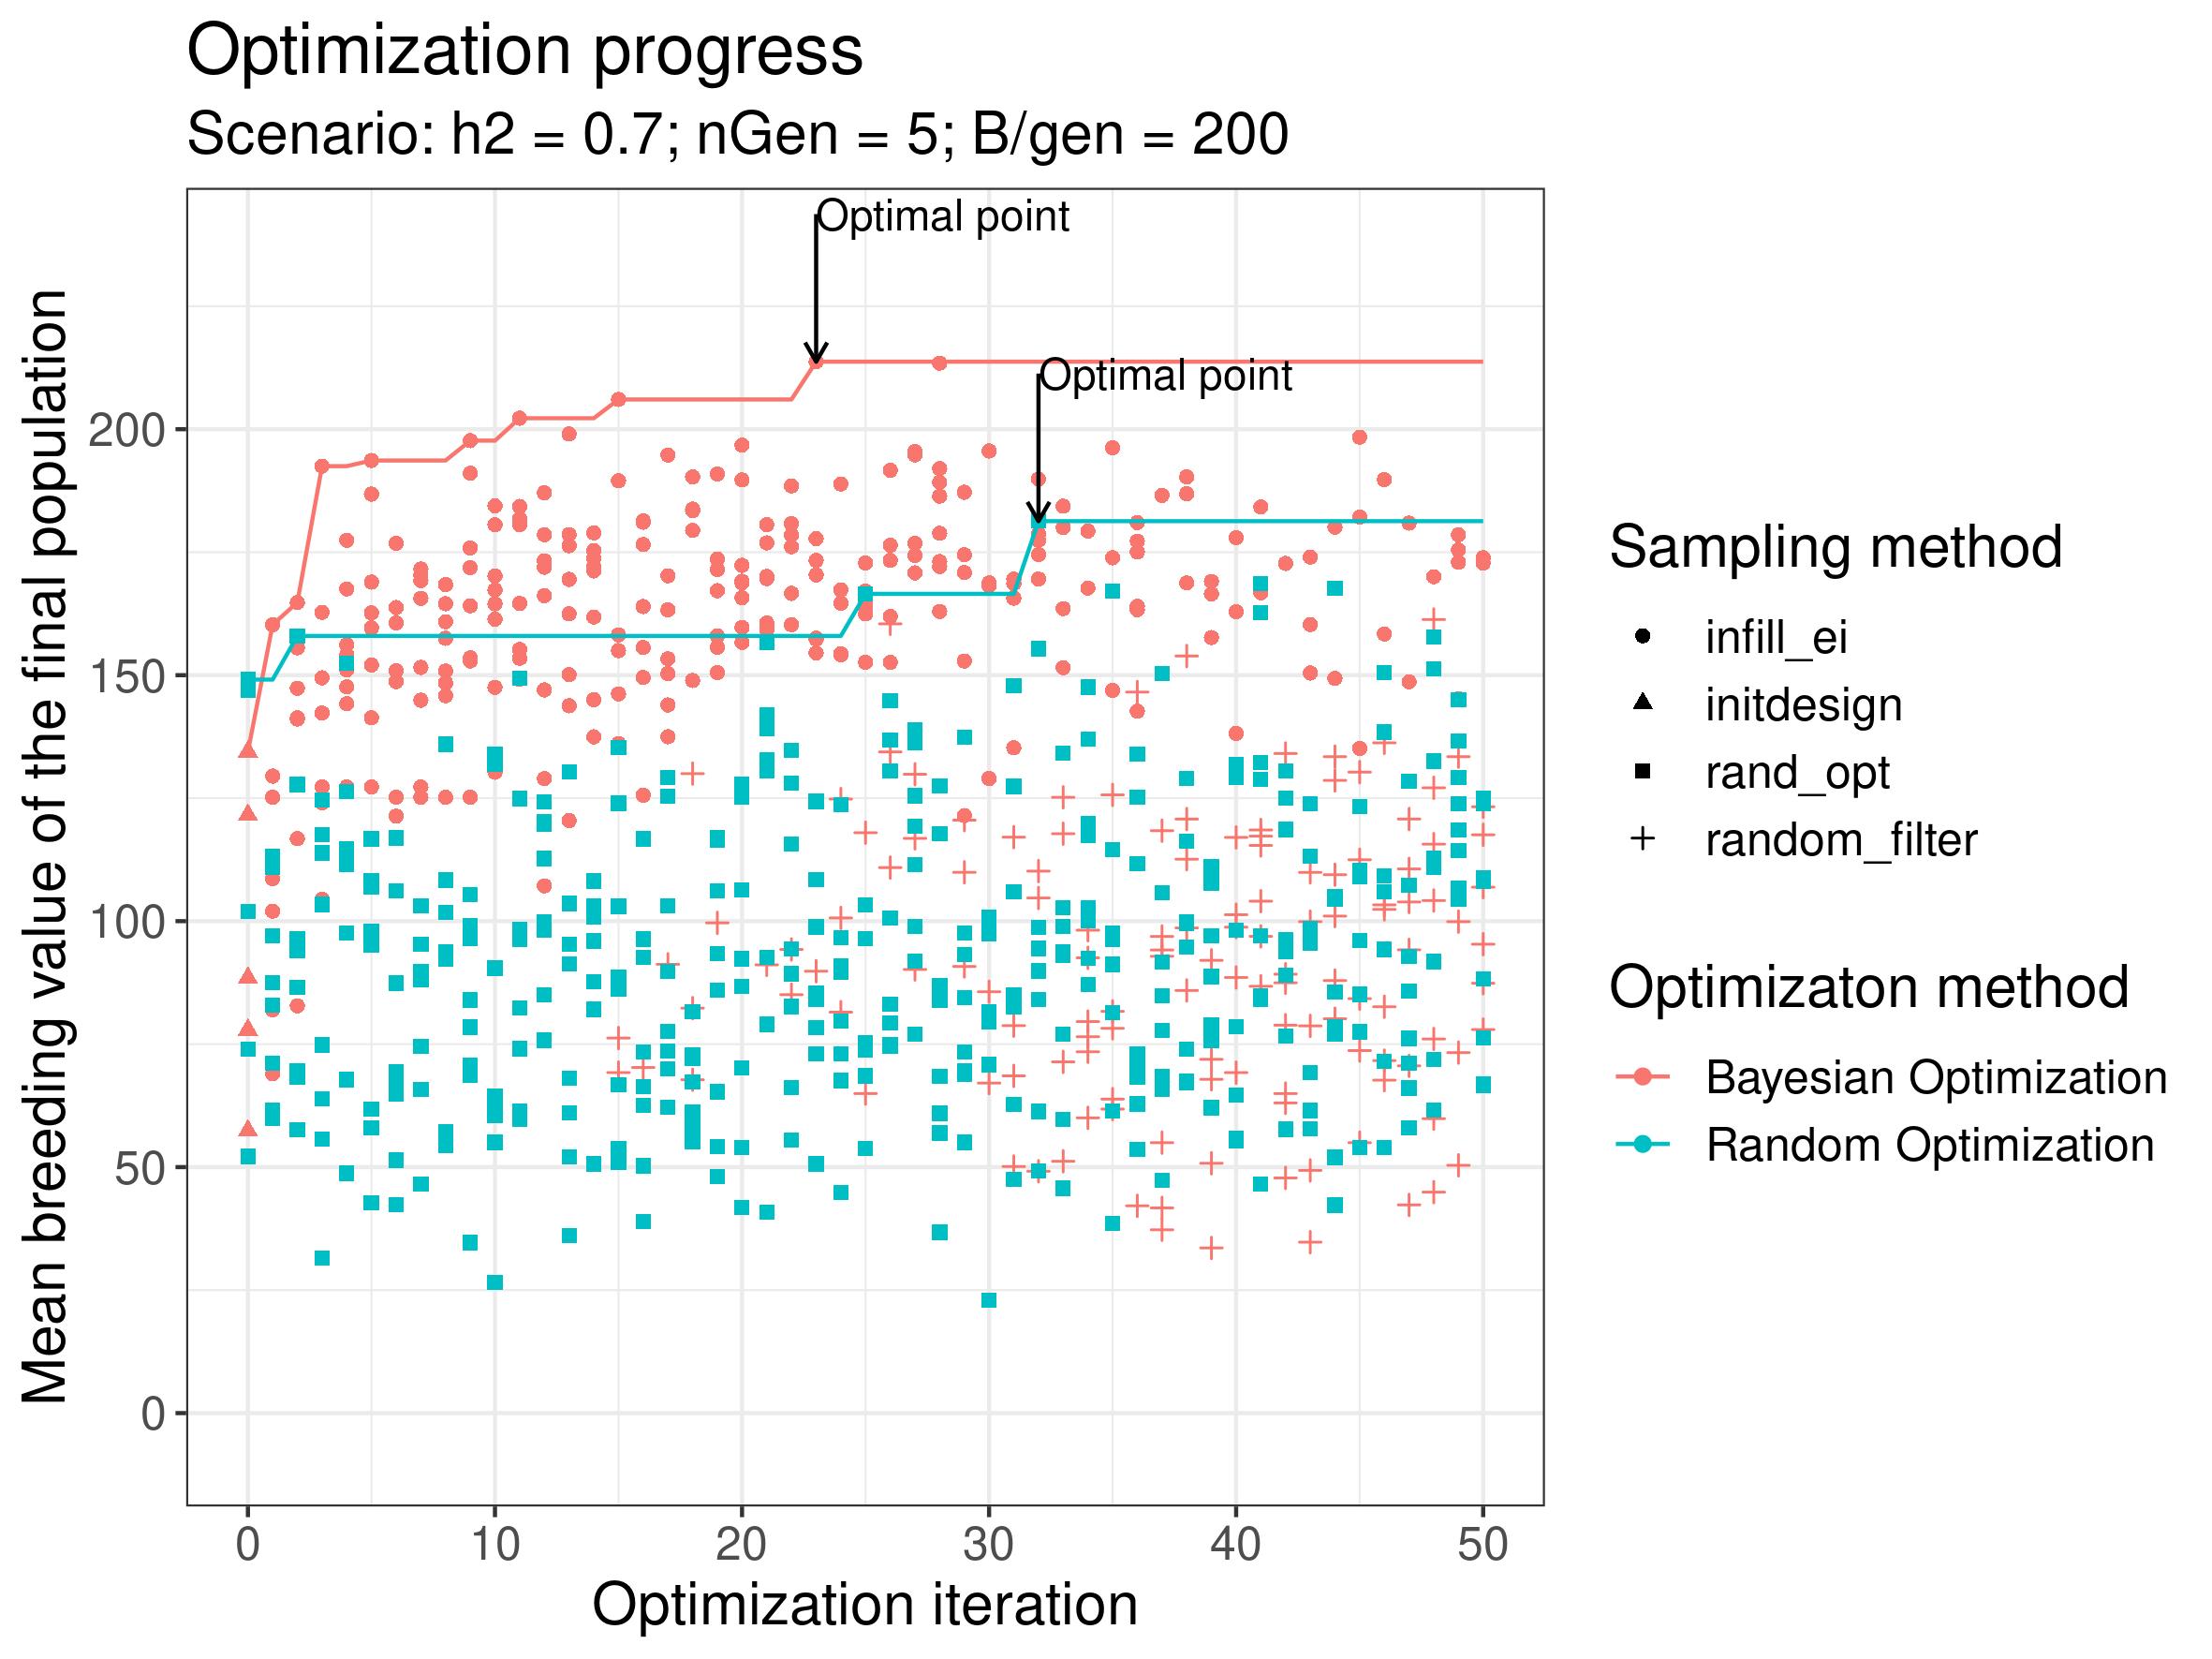 Optimization progress
Scenario: h2 = 0.7; nGen = 5; B/gen = 200
Mean breeding value of the final population
200
150
100
50
0
Optimal point
Optimal point
0 10 20 30 40 50
Optimization iteration
Sampling method
infill_ei
initdesign
rand_opt
random_filter
Optimizaton method
Bayesian Optimization
Random Optimization